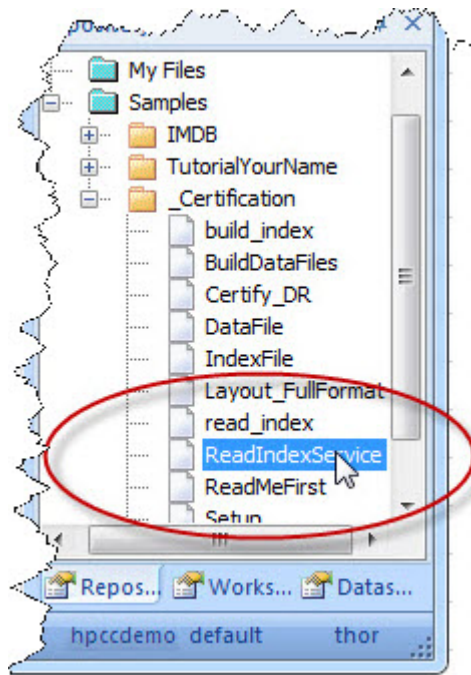 My Files
Samples
IMDB
TutorialYourName
_Certification
build_index
BuildDataFiles
Certify_DR
DataFile
IndexFile
Layout_FullFormat
read_index
ReadIndexService
ReadMeFirst
Setup
Repos... Works... Datas...
hpccdemo default thor